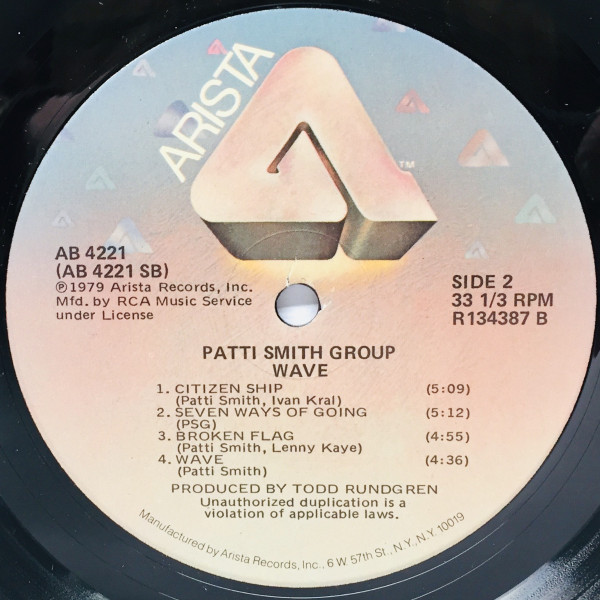 ARISTA
TM
AB 4221
(AB 4221 SB)
℗1979 Arista Records, Inc.
Mfd. by RCA Music Service
under License
SIDE 2
33 1/3 RPM
R134387 B
PATTI SMITH GROUP
WAVE
1. CITIZEN SHIP (5:09)
(Patti Smith, Ivan Kral)
2. SEVEN WAYS OF GOING (5:12)
(PSG)
3. BROKEN FLAG (4:55)
(Patti Smith, Lenny Kaye)
4. WAVE (4:36)
(Patti Smith)
PRODUCED BY TODD RUNDGREN
Unauthorized duplication is a
violation of applicable laws.
Manufactured by Arista Records, Inc., 6 W. 57th St., N.Y., N.Y. 10019